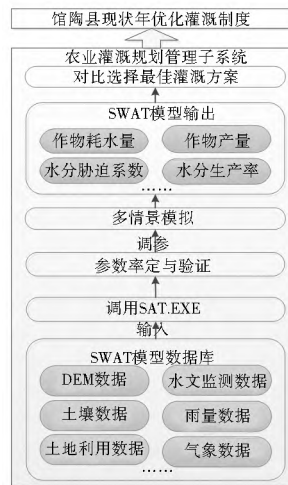 馆陶县现状年优化灌溉制度
农业灌溉规划管理子系统
对比选择最佳灌溉方案
SWAT模型输出
作物耗水量 作物产量
水分胁迫系数 水分生产率
……
多情景模拟
调参
参数率定与验证
调用SAT.EXE
输入
SWAT模型数据库
DEM数据 水文监测数据
土壤数据 雨量数据
土地利用数据 气象数据
……